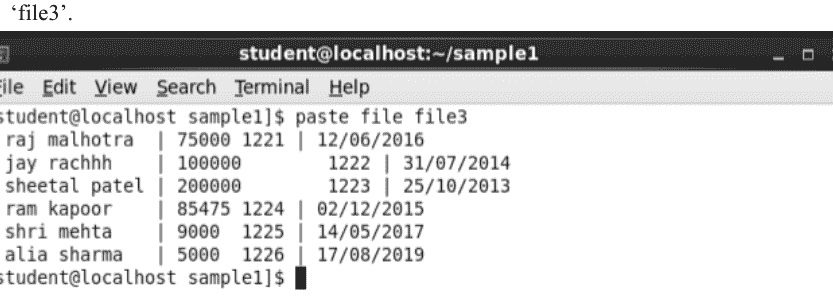 ‘file3’.
student@localhost:~/sample1
File Edit View Search Terminal Help
student@localhost sample1]$ paste file file3
raj malhotra | 75000 1221 | 12/06/2016
jay rachhh | 100000 1222 | 31/07/2014
sheetal patel | 200000 1223 | 25/10/2013
ram kapoor | 85475 1224 | 02/12/2015
shri mehta | 9000 1225 | 14/05/2017
alia sharma | 5000 1226 | 17/08/2019
student@localhost sample1]$